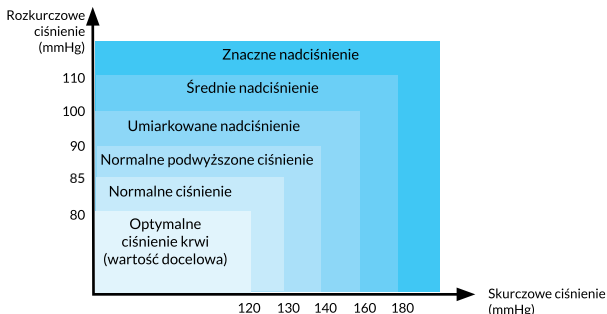 Rozkurczowe
ciśnienie
(mmHg)
Znaczne nadciśnienie
110
Średnie nadciśnienie
100
Umiarkowane nadciśnienie
90
Normalne podwyższone ciśnienie
85
Normalne ciśnienie
80
Optymalne
ciśnienie krwi
(wartość docelowa)
120 130 140 160 180
Skurczowe ciśnienie
(mmHg)